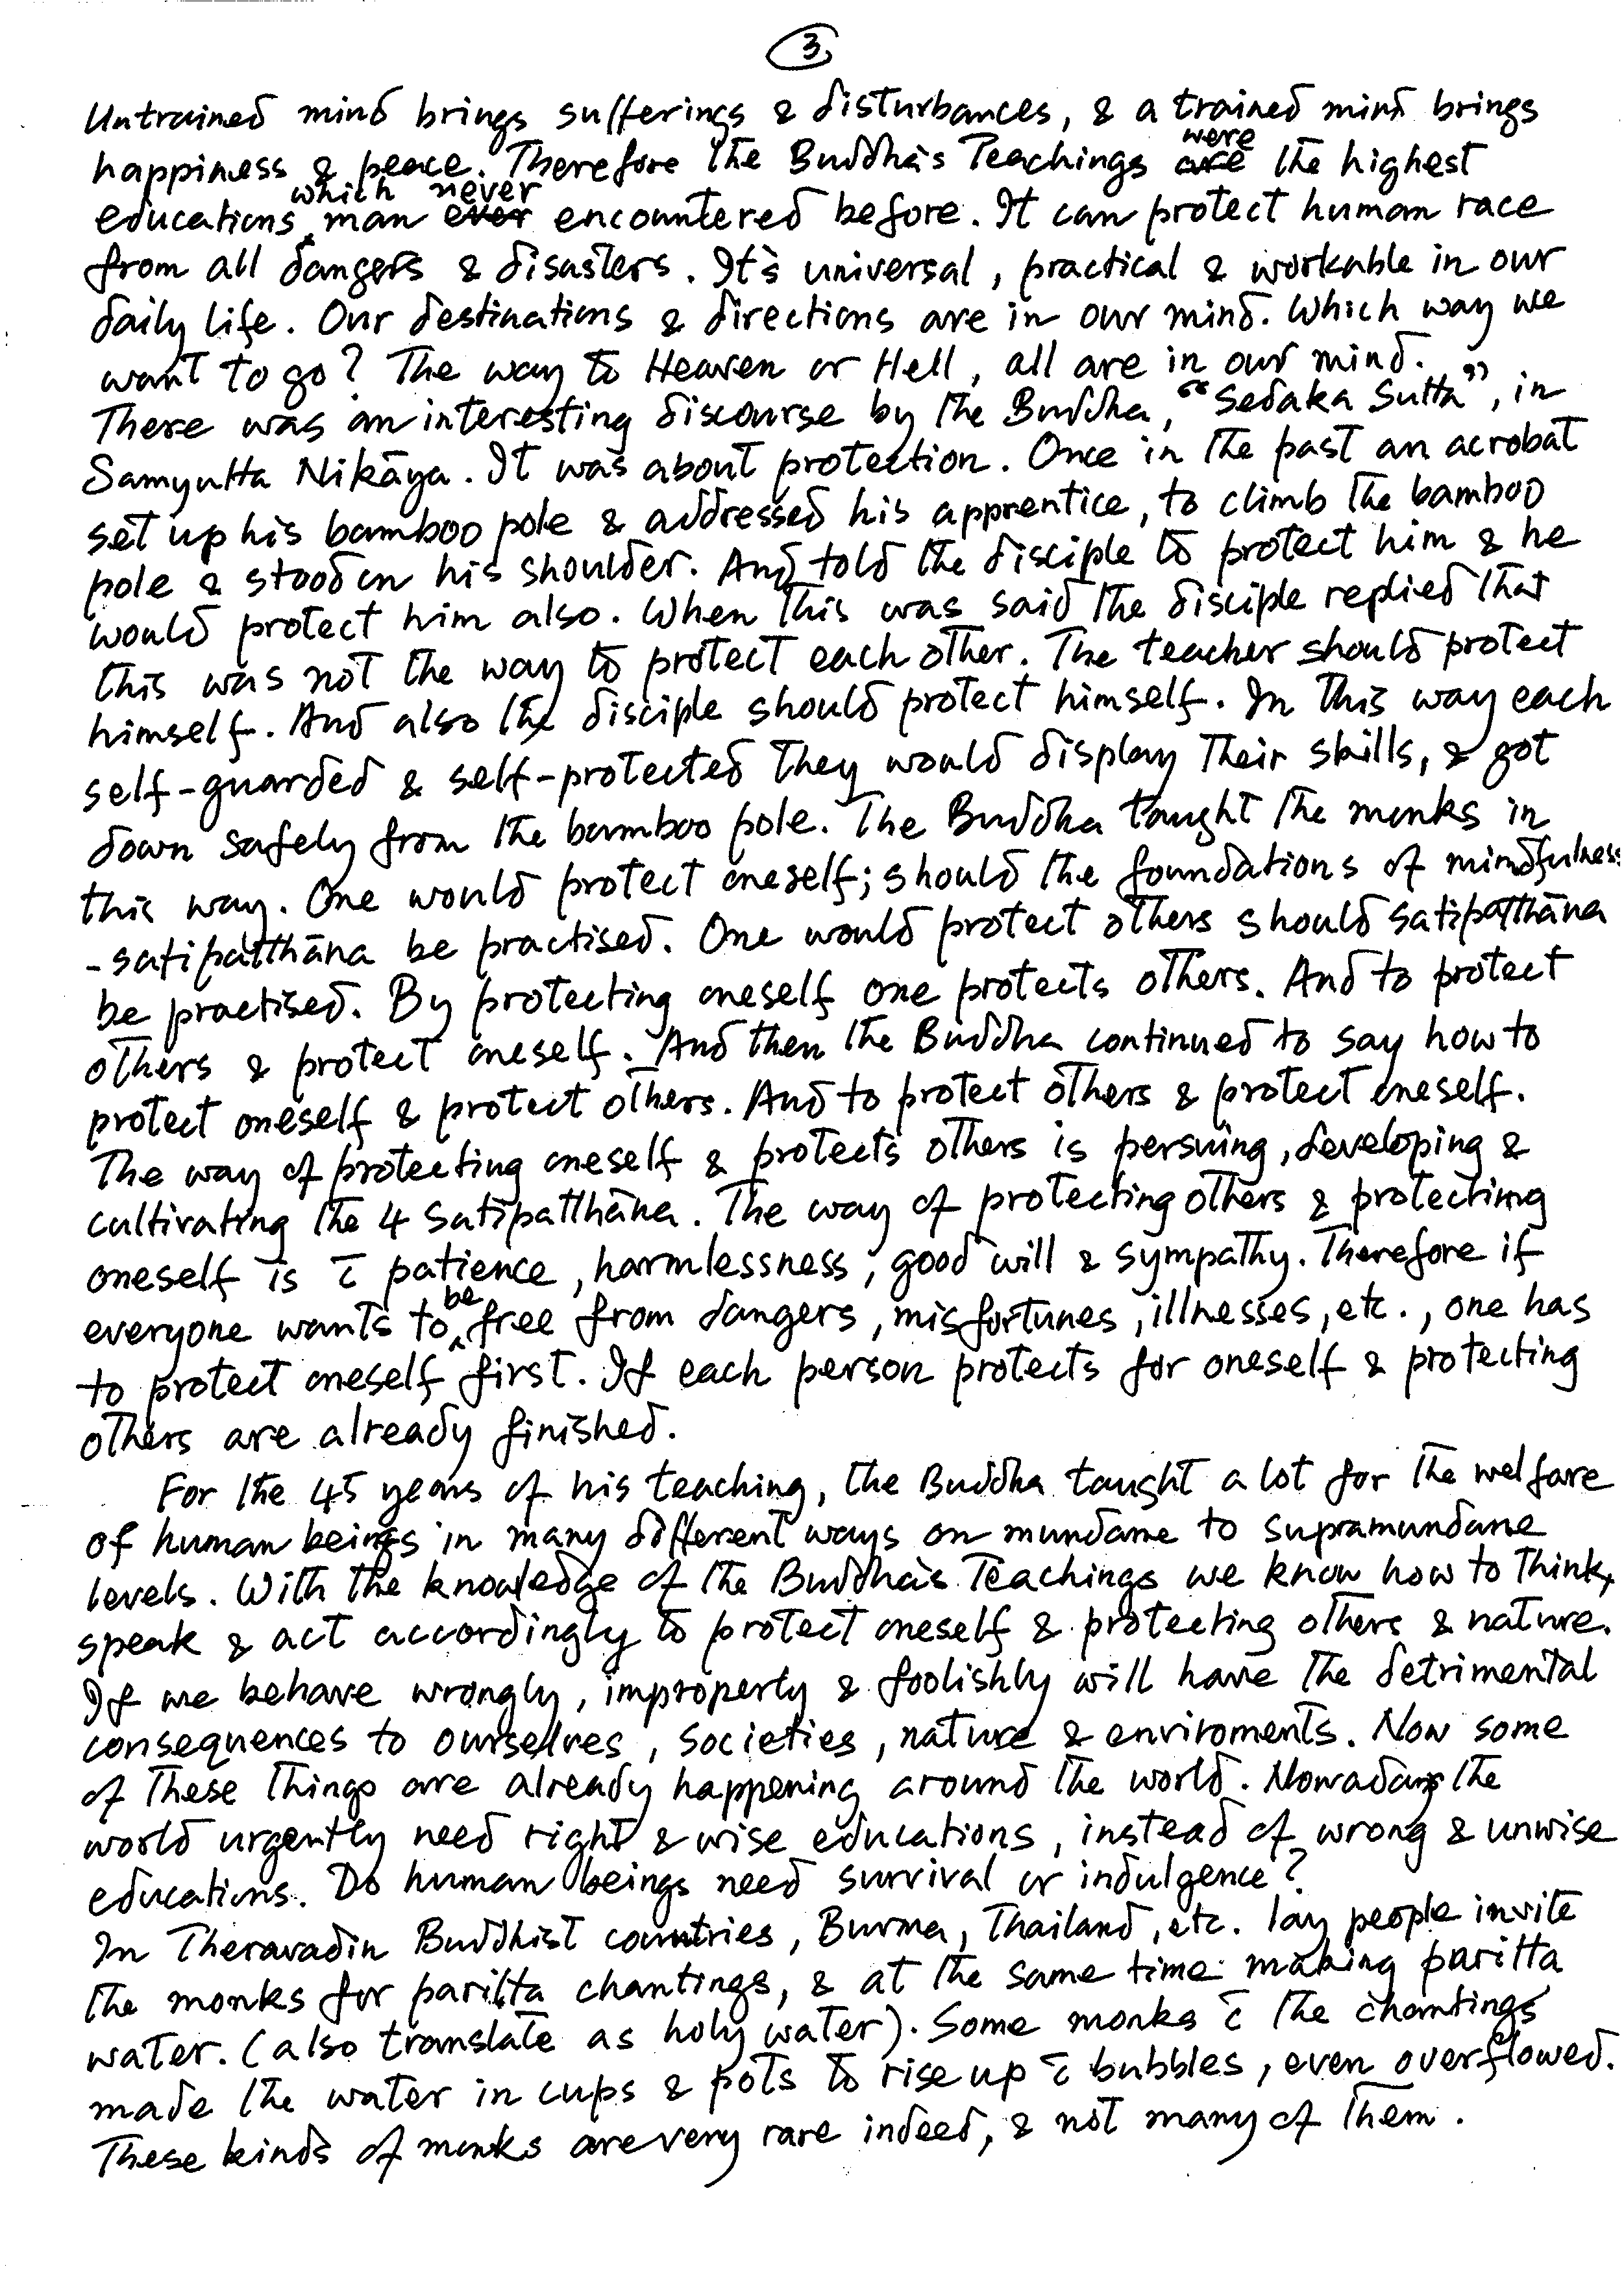 3.
Untrained mind brings sufferings & disturbances, & a trained mind brings
happiness & peace. Therefore the Buddha's Teachings were the highest
educations which man never encountered before. It can protect human race
from all dangers & disasters. It's universal, practical & workable in our
daily life. Our destinations & directions are in our mind. Which way we
want to go? The way to Heaven or Hell, all are in our mind.
There was an interesting discourse by the Buddha, "Sedaka Sutta", in
Samyutta Nikāya. It was about protection. Once in the past an acrobat
set up his bamboo pole & addressed his apprentice, to climb the bamboo
pole & stood on his shoulder. And told the disciple to protect him & he
would protect him also. When this was said the disciple replied that
this was not the way to protect each other. The teacher should protect
himself. And also the disciple should protect himself. In this way each
self-guarded & self-protected they would display their skills, & got
down safely from the bamboo pole. The Buddha taught the monks in
this way. One would protect oneself; should the foundations of mindfulness
- satipatthāna be practised. One would protect others should satipatthāna
be practised. By protecting oneself one protects others. And to protect
others & protect oneself. And then the Buddha continued to say how to
protect oneself & protect others. And to protect others & protect oneself.
The way of protecting oneself & protects others is persuing, developing &
cultivating the 4 satipatthāna. The way of protecting others & protecting
oneself is c̄ patience, harmlessness, good will & sympathy. Therefore if
everyone wants to be free from dangers, misfortunes, illnesses, etc., one has
to protect oneself first. If each person protects for oneself & protecting
others are already finished.
For the 45 years of his teaching, the Buddha taught a lot for the welfare
of human beings in many different ways on mundane to supramundane
levels. With the knowledge of the Buddha's Teachings we know how to think,
speak & act accordingly to protect oneself & protecting others & nature.
If we behave wrongly, improperly & foolishly will have the detrimental
consequences to ourselves, societies, nature & enviroments. Now some
of these things are already happening around the world. Nowadays the
world urgently need right & wise educations, instead of wrong & unwise
educations. Do human beings need survival or indulgence?
In Theravadin Buddhist countries, Burma, Thailand, etc. lay people invite
the monks for paritta chantings, & at the same time making paritta
water. (also translate as holy water). Some monks c̄ the chantings
made the water in cups & pots to rise up c̄ bubbles, even overflowed.
These kinds of monks are very rare indeed, & not many of them.